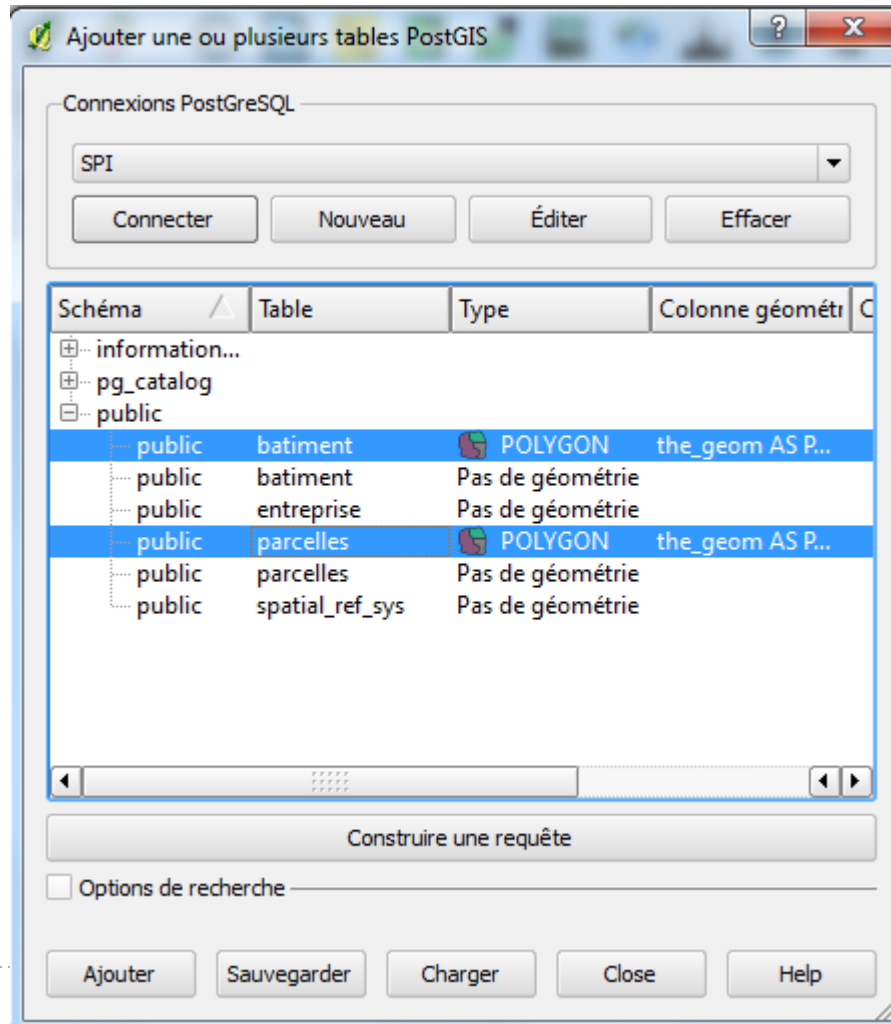 Ajouter une ou plusieurs tables PostGIS ? x
Connexions PostGreSQL
SPI
Connecter Nouveau Éditer Effacer
Schéma Table Type Colonne géométr C
information...
pg_catalog
public
public batiment POLYGON the_geom AS P...
public batiment Pas de géométrie
public entreprise Pas de géométrie
public parcelles POLYGON the_geom AS P...
public parcelles Pas de géométrie
public spatial_ref_sys Pas de géométrie
Construire une requête
Options de recherche
Ajouter Sauvegarder Charger Close Help